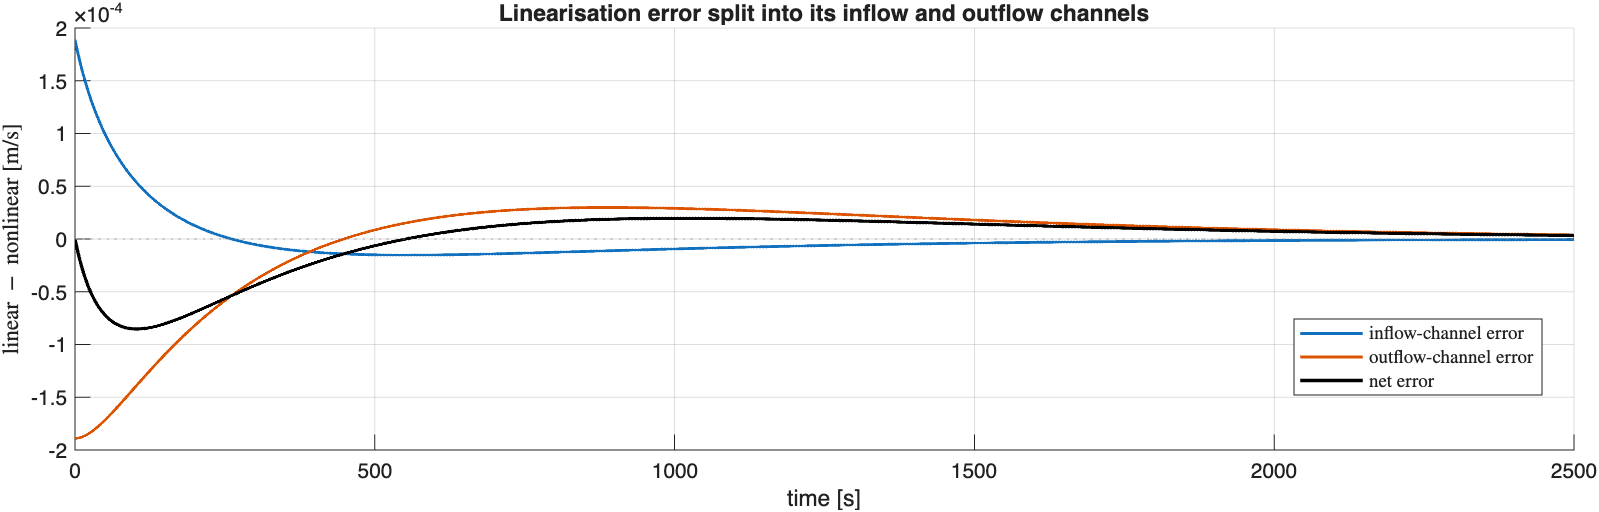 Linearisation error split into its inflow and outflow channels
×10⁻⁴
2
1.5
1
0.5
0
-0.5
-1
-1.5
-2
linear − nonlinear [m/s]
inflow-channel error
outflow-channel error
net error
0 500 1000 1500 2000 2500
time [s]